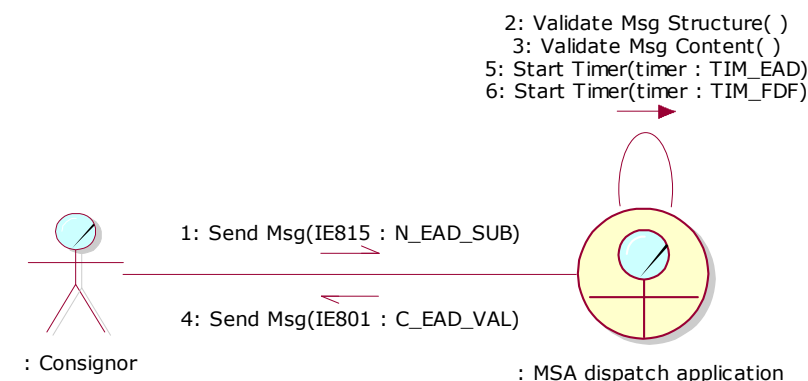 2: Validate Msg Structure( )
3: Validate Msg Content( )
5: Start Timer(timer : TIM_EAD)
6: Start Timer(timer : TIM_FDF)
1: Send Msg(IE815 : N_EAD_SUB)
4: Send Msg(IE801 : C_EAD_VAL)
: Consignor
: MSA dispatch application